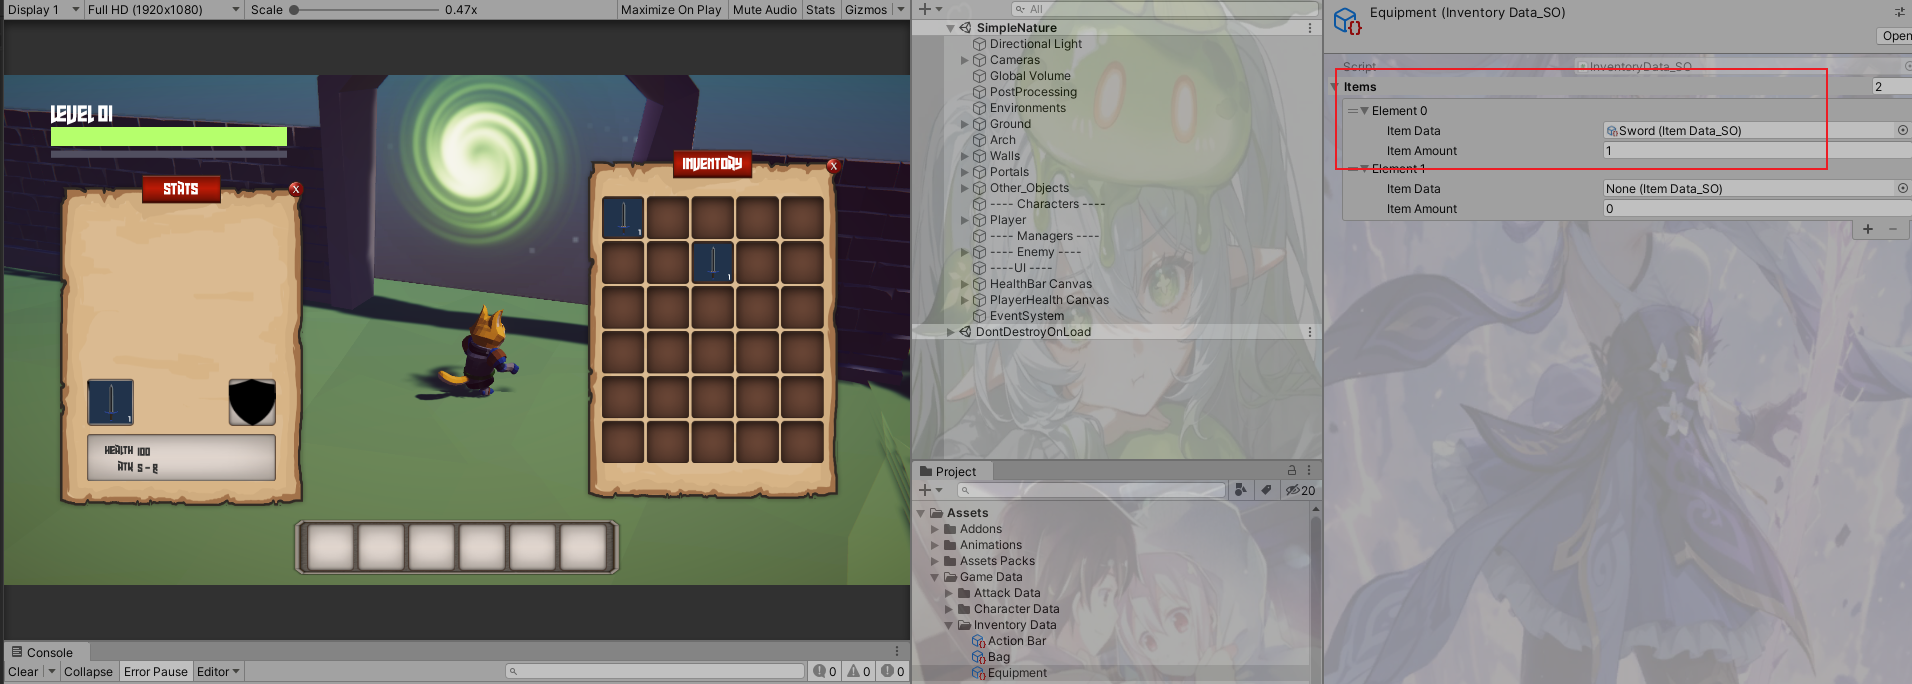 Display 1
Full HD (1920x1080)
Scale
0.47x
Maximize On Play
Mute Audio
Stats
Gizmos
LEVEL 01
STATS
X
INVENTORY
X
1
1
1
HEALTH 100
ATK 5 - 8
Console
Clear
Collapse
Error Pause
Editor
0
0
0
All
SimpleNature
Directional Light
Cameras
Global Volume
PostProcessing
Environments
Ground
Arch
Walls
Portals
Other_Objects
---- Characters ----
Player
---- Managers ----
---- Enemy ----
----UI ----
HealthBar Canvas
PlayerHealth Canvas
EventSystem
DontDestroyOnLoad
Project
20
Assets
Addons
Animations
Assets Packs
Game Data
Attack Data
Character Data
Inventory Data
Action Bar
Bag
Equipment
Equipment (Inventory Data_SO)
Open
Script
InventoryData_SO
Items
2
Element 0
Item Data
Sword (Item Data_SO)
Item Amount
1
Element 1
Item Data
None (Item Data_SO)
Item Amount
0